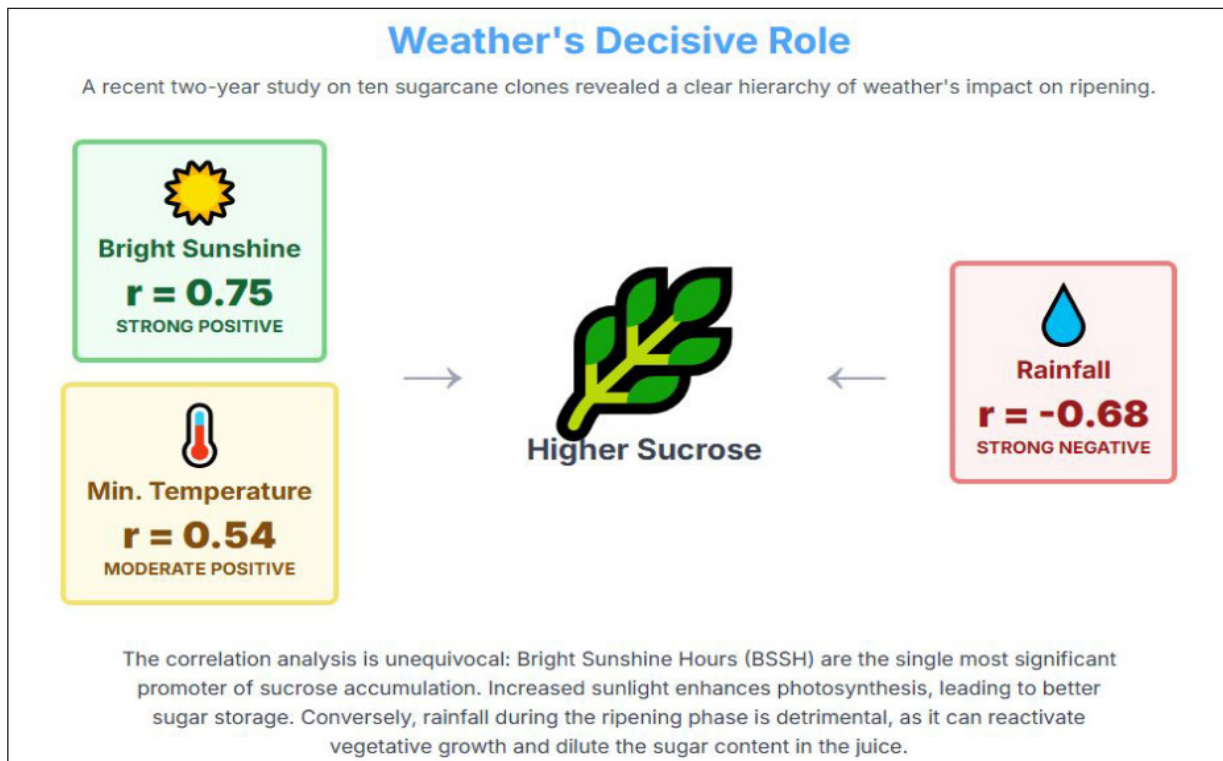 Weather's Decisive Role
A recent two-year study on ten sugarcane clones revealed a clear hierarchy of weather's impact on ripening.
Bright Sunshine
r = 0.75
STRONG POSITIVE
Min. Temperature
r = 0.54
MODERATE POSITIVE
Higher Sucrose
Rainfall
r = -0.68
STRONG NEGATIVE
The correlation analysis is unequivocal: Bright Sunshine Hours (BSSH) are the single most significant
promoter of sucrose accumulation. Increased sunlight enhances photosynthesis, leading to better
sugar storage. Conversely, rainfall during the ripening phase is detrimental, as it can reactivate
vegetative growth and dilute the sugar content in the juice.